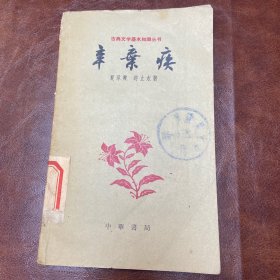 古典文学基本知識丛书
辛棄疾
夏承燾 游止水著
中華書局